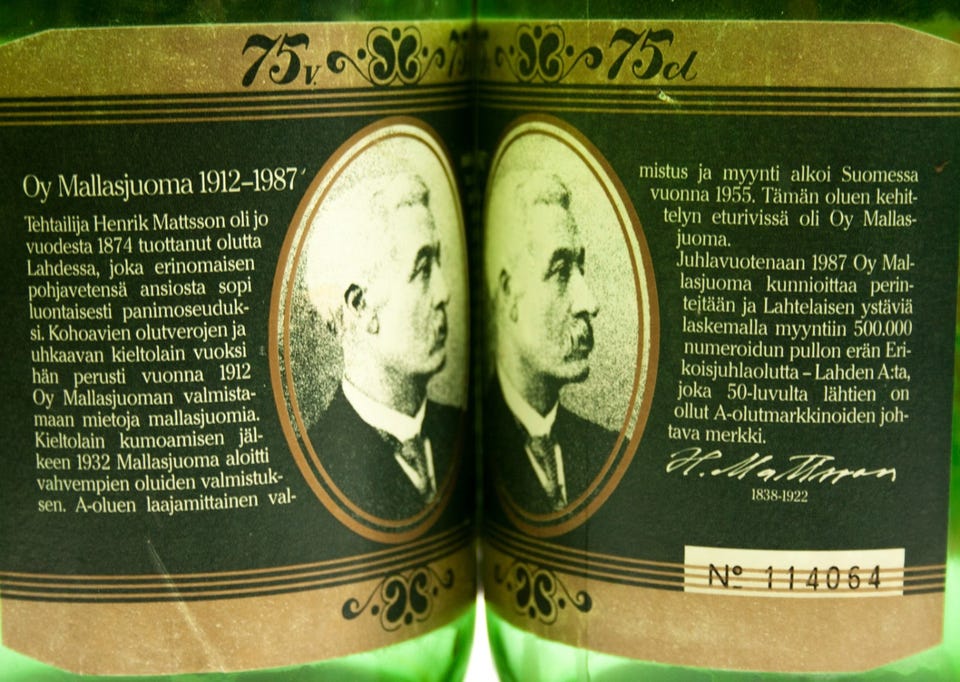 75 v.
75 cl
Oy Mallasjuoma 1912–1987
Tehtailija Henrik Mattsson oli jo
vuodesta 1874 tuottanut olutta
Lahdessa, joka erinomaisen
pohjavetensä ansiosta sopi
luontaisesti panimoseuduk-
si. Kohoavien olutverojen ja
uhkaavan kieltolain vuoksi
hän perusti vuonna 1912
Oy Mallasjuoman valmista-
maan mietoja mallasjuomia.
Kieltolain kumoamisen jäl-
keen 1932 Mallasjuoma aloitti
vahvempien oluiden valmistuk-
sen. A-oluen laajamittainen val-
mistus ja myynti alkoi Suomessa
vuonna 1955. Tämän oluen kehit-
telyn eturivissä oli Oy Mallas-
juoma.
Juhlavuotenaan 1987 Oy Mal-
lasjuoma kunnioittaa perin-
teitään ja Lahtelaisen ystäviä
laskemalla myyntiin 500.000
numeroidun pullon erän Eri-
koisjuhlaolutta – Lahden A:ta,
joka 50-luvulta lähtien on
ollut A-olutmarkkinoiden joh-
tava merkki.
H. Mattsson
1838-1922
Nº 114064